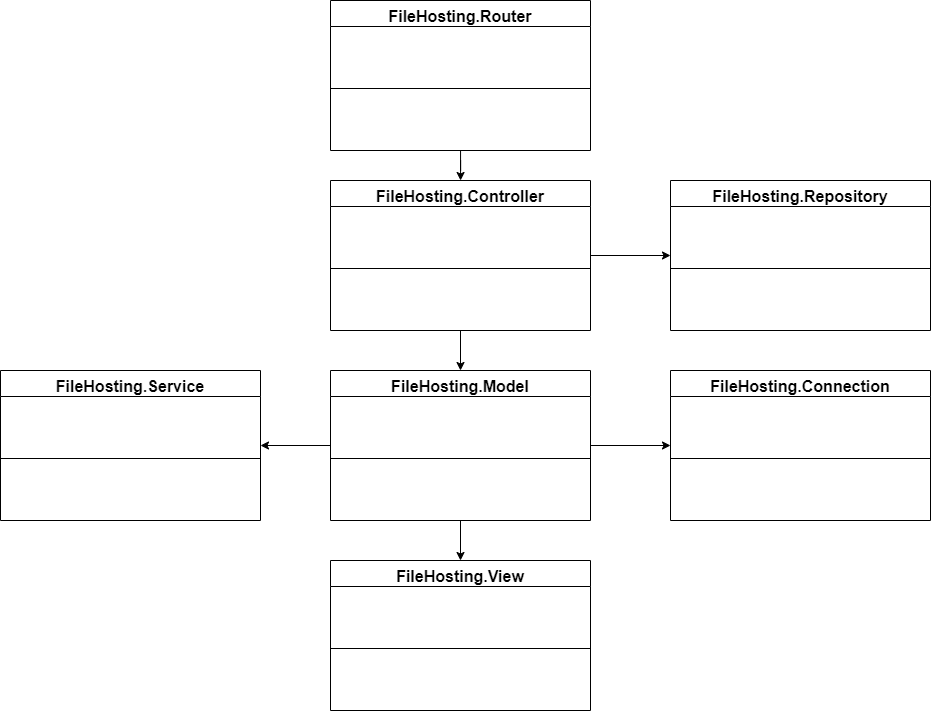 FileHosting.Router
FileHosting.Controller
FileHosting.Repository
FileHosting.Service
FileHosting.Model
FileHosting.Connection
FileHosting.View